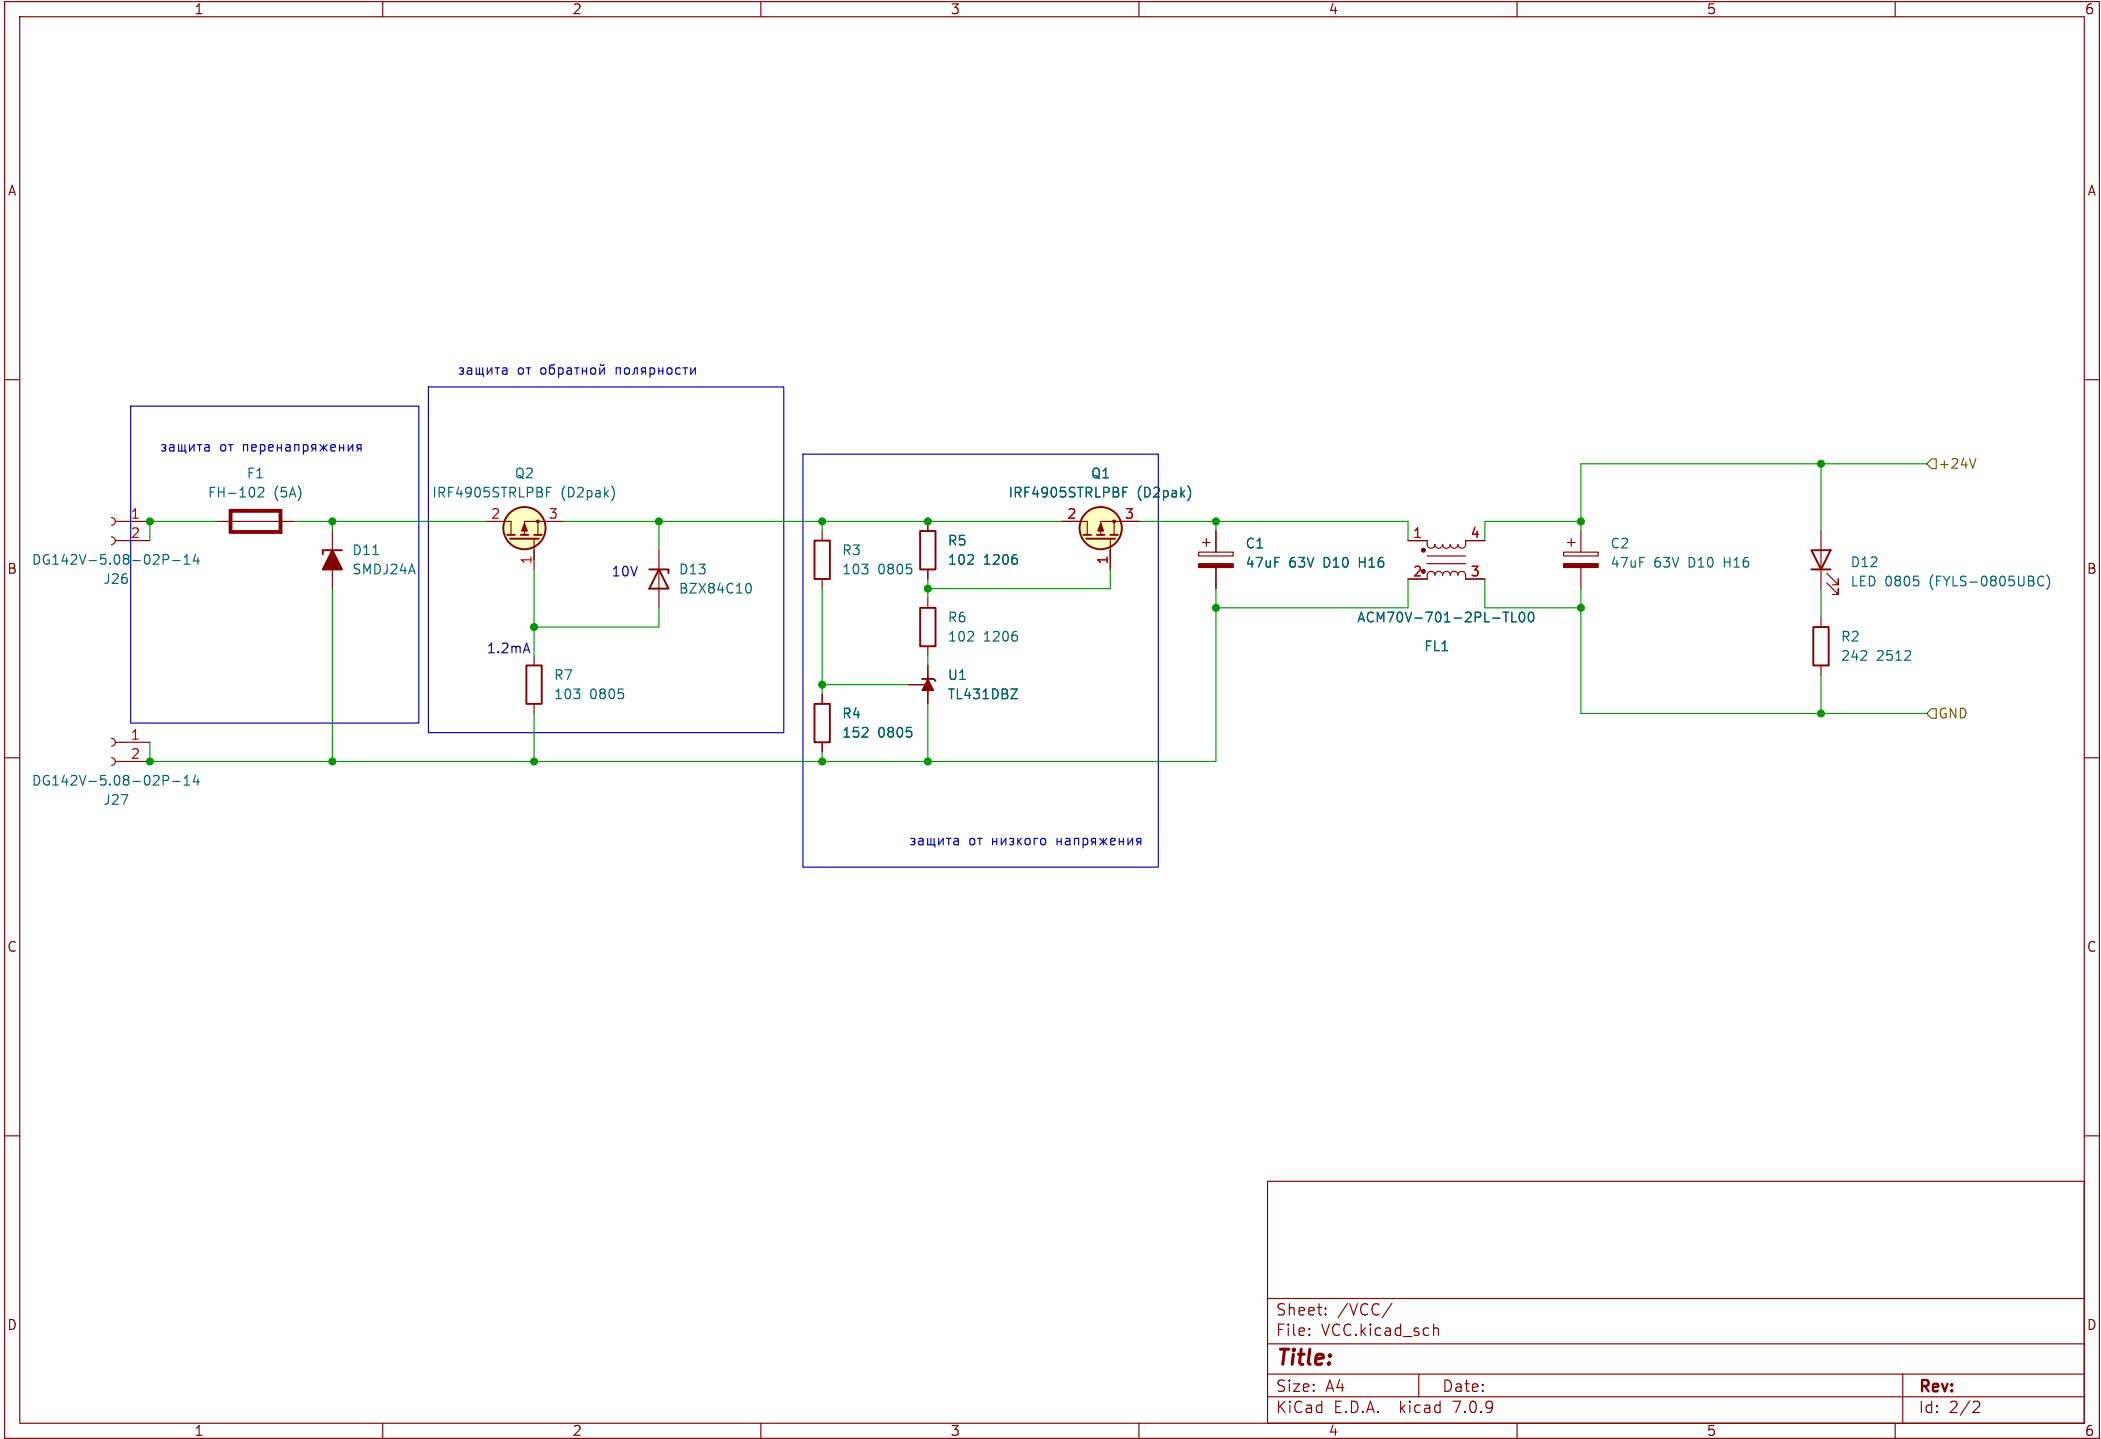 1 2 3 4 5 6
A A
B B
C C
D D
1 2 3 4 5 6
защита от перенапряжения
F1
FH-102 (5A)
1
2
DG142V-5.08-02P-14
J26
D11
SMDJ24A
1
2
DG142V-5.08-02P-14
J27
защита от обратной полярности
Q2
IRF4905STRLPBF (D2pak)
2 3
1
10V
D13
BZX84C10
1.2mA
R7
103 0805
Q1
IRF4905STRLPBF (D2pak)
2 3
1
R3
103 0805
R5
102 1206
R6
102 1206
U1
TL431DBZ
R4
152 0805
защита от низкого напряжения
C1
47uF 63V D10 H16
1 4
2 3
ACM70V-701-2PL-TL00
FL1
C2
47uF 63V D10 H16
+24V
D12
LED 0805 (FYLS-0805UBC)
R2
242 2512
GND
Sheet: /VCC/
File: VCC.kicad_sch
Title:
Size: A4 Date: Rev:
KiCad E.D.A. kicad 7.0.9 Id: 2/2